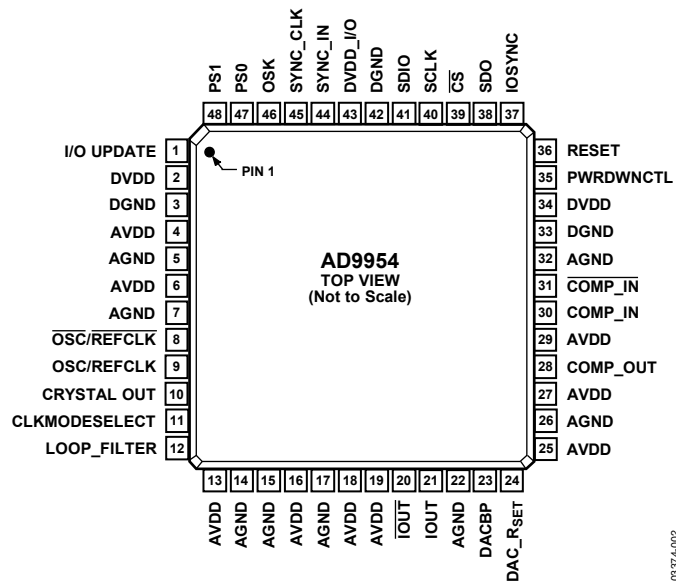 PS1
PS0
OSK
SYNC_CLK
SYNC_IN
DVDD_I/O
DGND
SDIO
SCLK
CS
SDO
IOSYNC
48 47 46 45 44 43 42 41 40 39 38 37
I/O UPDATE 1
DVDD 2
DGND 3
AVDD 4
AGND 5
AVDD 6
AGND 7
OSC/REFCLK 8
OSC/REFCLK 9
CRYSTAL OUT 10
CLKMODESELECT 11
LOOP_FILTER 12
PIN 1
AD9954
TOP VIEW
(Not to Scale)
36 RESET
35 PWRDWNCTL
34 DVDD
33 DGND
32 AGND
31 COMP_IN
30 COMP_IN
29 AVDD
28 COMP_OUT
27 AVDD
26 AGND
25 AVDD
13 14 15 16 17 18 19 20 21 22 23 24
AVDD
AGND
AGND
AVDD
AGND
AVDD
AVDD
IOUT
IOUT
AGND
DACBP
DAC_RSET
03374-002